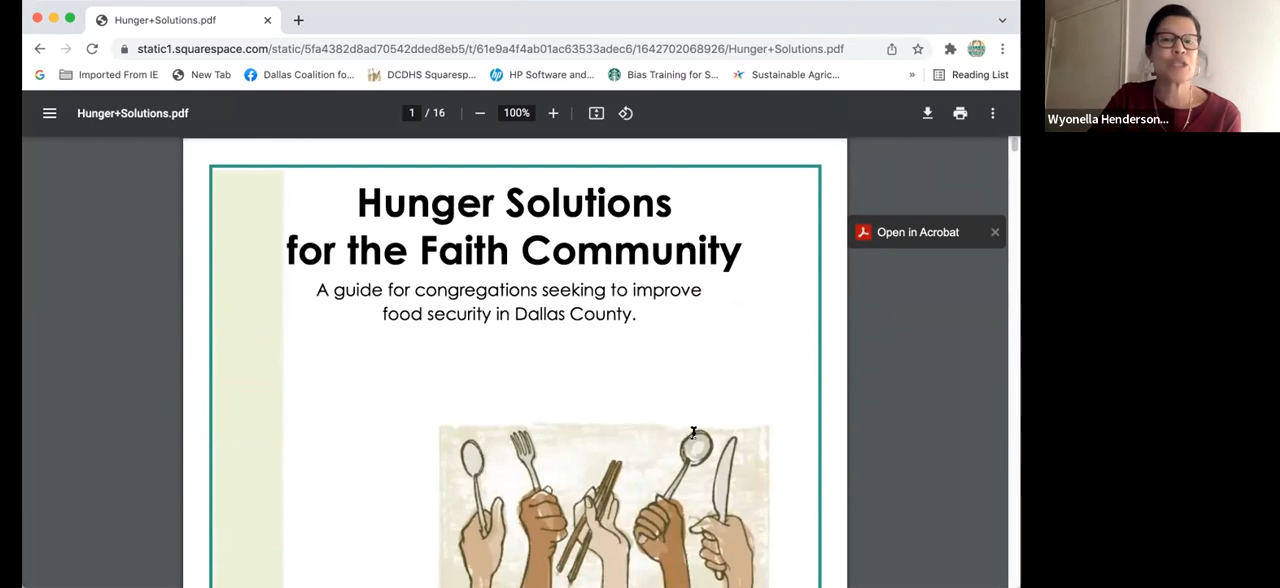 Hunger+Solutions.pdf
static1.squarespace.com/static/5fa4382d8ad70542dded8eb5/t/61e9a4f4ab01ac63533adec6/1642702068926/Hunger+Solutions.pdf
Imported From IE
New Tab
Dallas Coalition fo...
DCDHS Squaresp...
HP Software and...
Bias Training for S...
Sustainable Agric...
»
Reading List
Hunger+Solutions.pdf
1 / 16
100%
Hunger Solutions
for the Faith Community
A guide for congregations seeking to improve
food security in Dallas County.
Open in Acrobat
Wyonella Henderson...